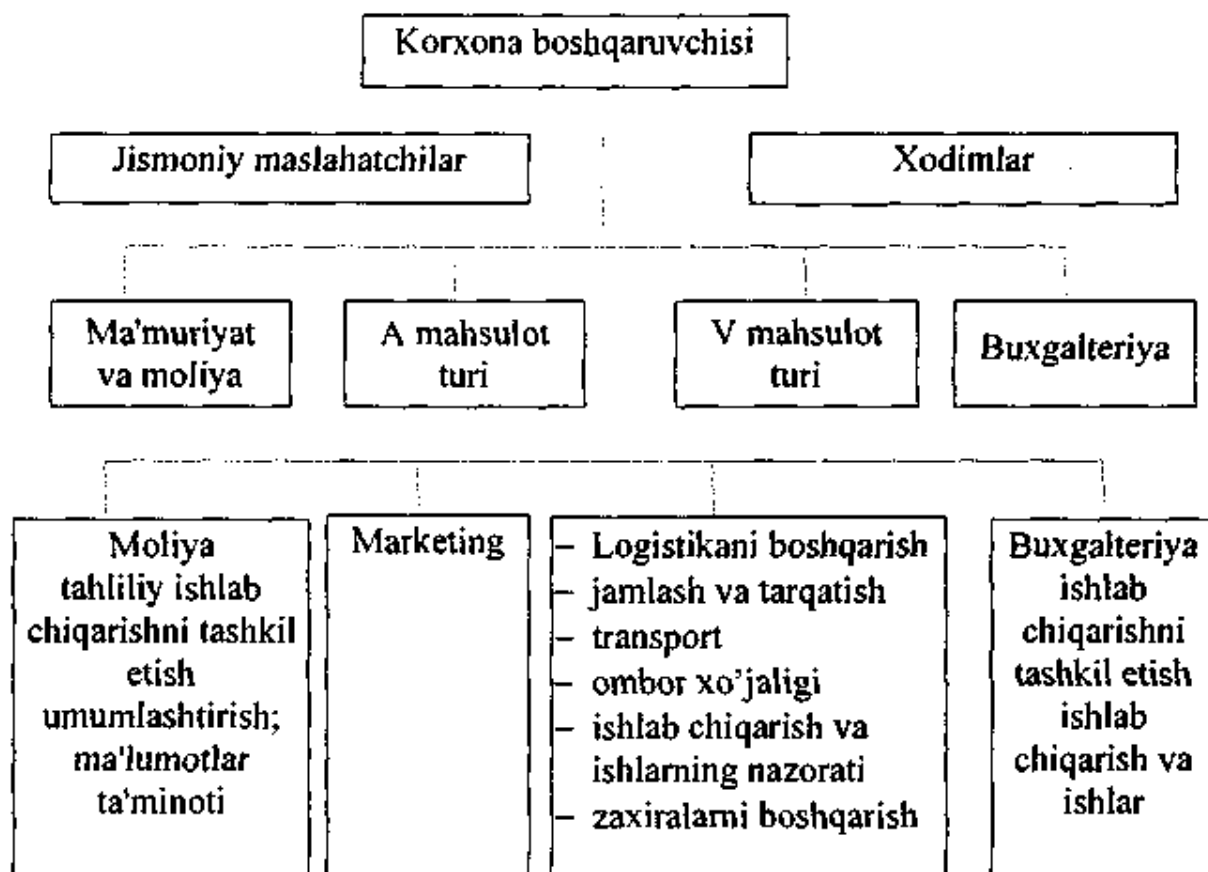 Korxona boshqaruvchisi
Jismoniy maslahatchilar
Xodimlar
Ma'muriyat
va moliya
A mahsulot
turi
V mahsulot
turi
Buxgalteriya
Moliya
tahliliy ishlab
chiqarishni tashkil
etish
umumlashtirish;
ma'lumotlar
ta'minoti
Marketing
– Logistikani boshqarish
– jamlash va tarqatish
– transport
– ombor xo'jaligi
– ishlab chiqarish va
ishlarning nazorati
– zaxiralarni boshqarish
Buxgalteriya
ishlab
chiqarishni
tashkil etish
ishlab
chiqarish va
ishlar